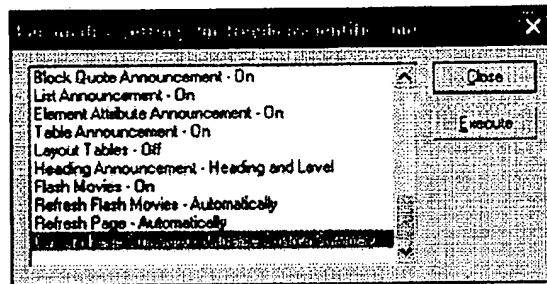 Block Quote Announcement - On
List Announcement - On
Element Attribute Announcement - On
Table Announcement - On
Layout Tables - Off
Heading Announcement - Heading and Level
Flash Movies - On
Refresh Flash Movies - Automatically
Refresh Page - Automatically
Close
Execute